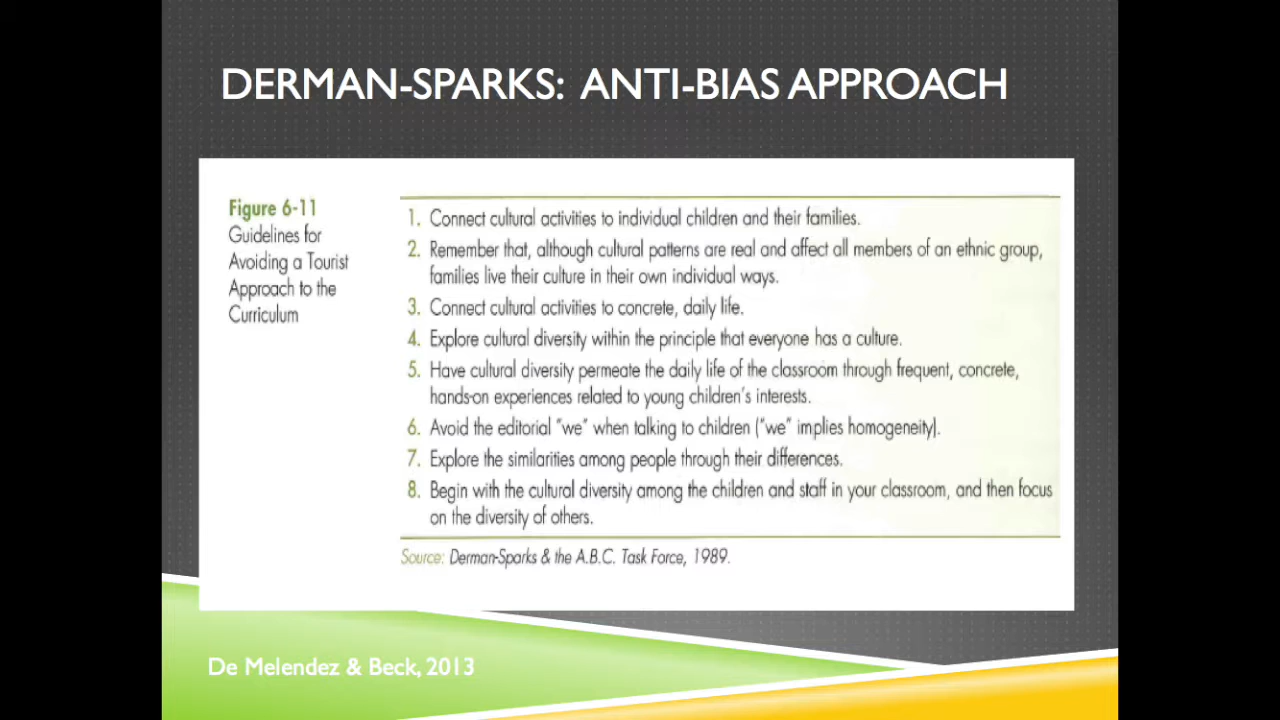 DERMAN-SPARKS: ANTI-BIAS APPROACH
Figure 6-11
Guidelines for
Avoiding a Tourist
Approach to the
Curriculum
1. Connect cultural activities to individual children and their families.
2. Remember that, although cultural patterns are real and affect all members of an ethnic group,
families live their culture in their own individual ways.
3. Connect cultural activities to concrete, daily life.
4. Explore cultural diversity within the principle that everyone has a culture.
5. Have cultural diversity permeate the daily life of the classroom through frequent, concrete,
hands-on experiences related to young children's interests.
6. Avoid the editorial "we" when talking to children ("we" implies homogeneity).
7. Explore the similarities among people through their differences.
8. Begin with the cultural diversity among the children and staff in your classroom, and then focus
on the diversity of others.
Source: Derman-Sparks & the A.B.C. Task Force, 1989.
De Melendez & Beck, 2013